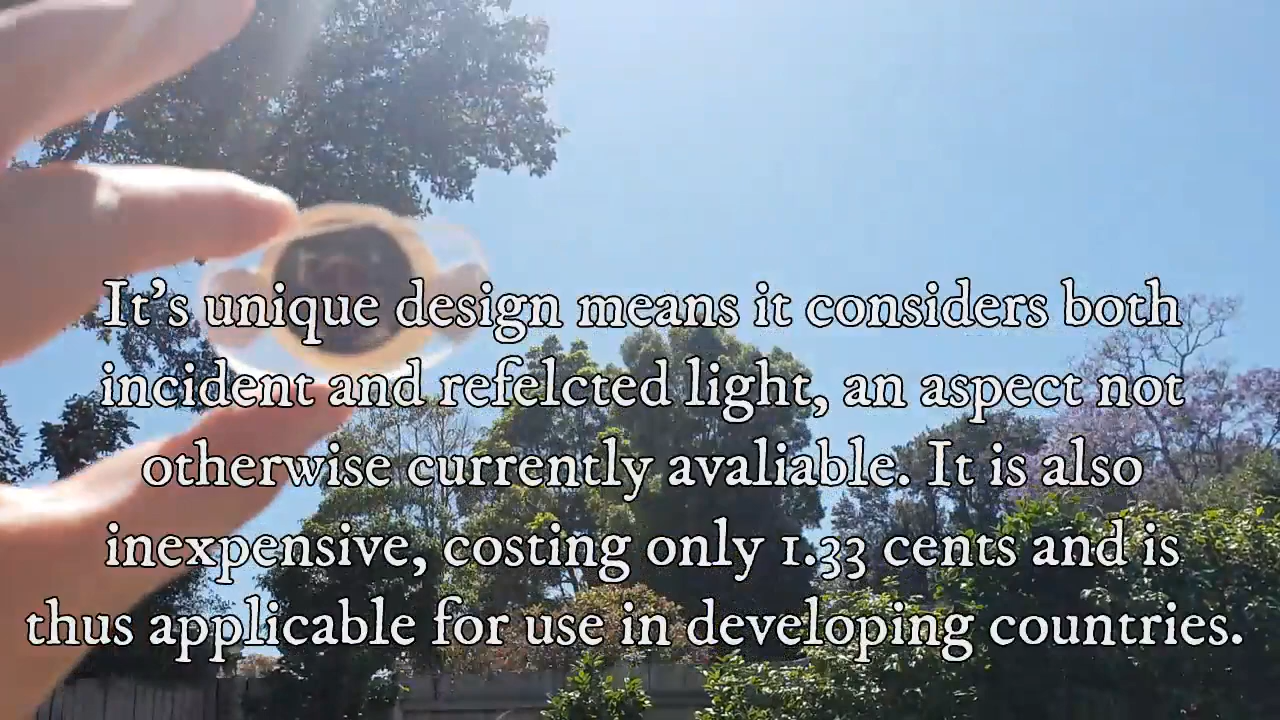 It's unique design means it considers both
incident and refelcted light, an aspect not
otherwise currently avaliable. It is also
inexpensive, costing only 1.33 cents and is
thus applicable for use in developing countries.